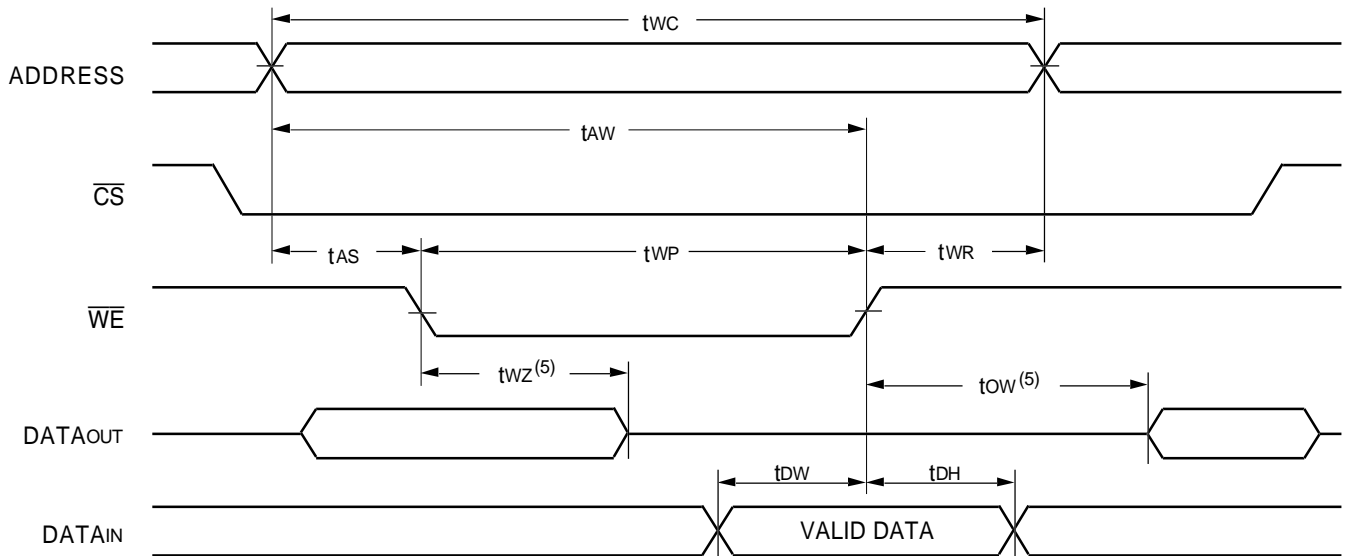 tWC
ADDRESS
tAW
CS
tAS
tWP
tWR
WE
tWZ(5)
tOW(5)
DATAOUT
tDW
tDH
DATAIN
VALID DATA